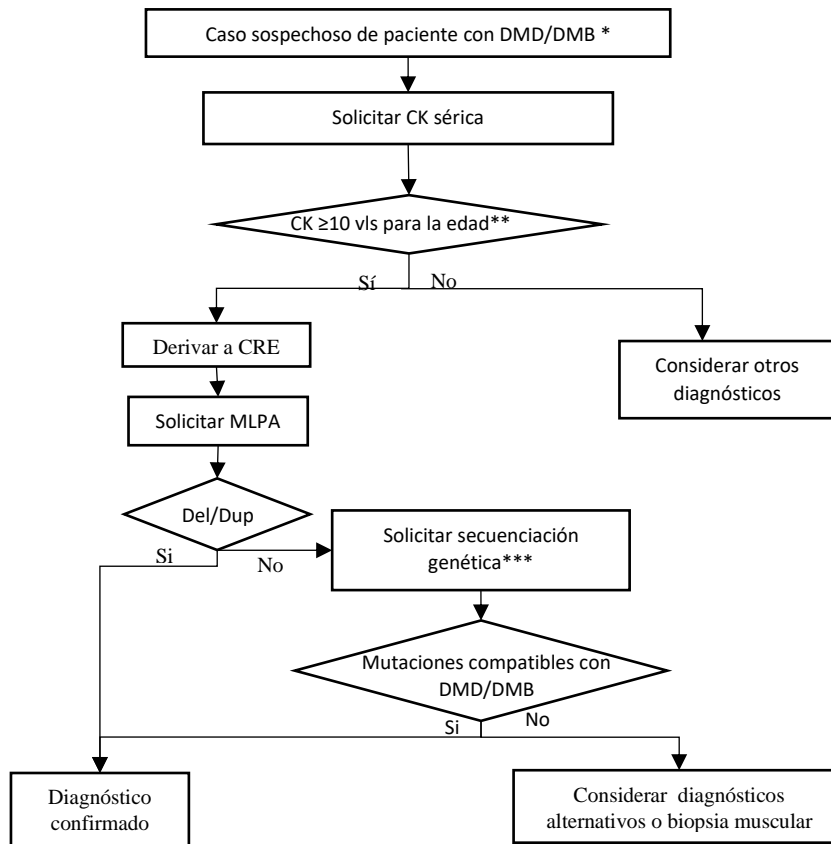 Caso sospechoso de paciente con DMD/DMB *
Solicitar CK sérica
CK ≥10 vls para la edad**
Sí
No
Derivar a CRE
Considerar otros
diagnósticos
Solicitar MLPA
Del/Dup
Si
No
Solicitar secuenciación
genética***
Mutaciones compatibles con
DMD/DMB
Si
No
Diagnóstico
confirmado
Considerar diagnósticos
alternativos o biopsia muscular